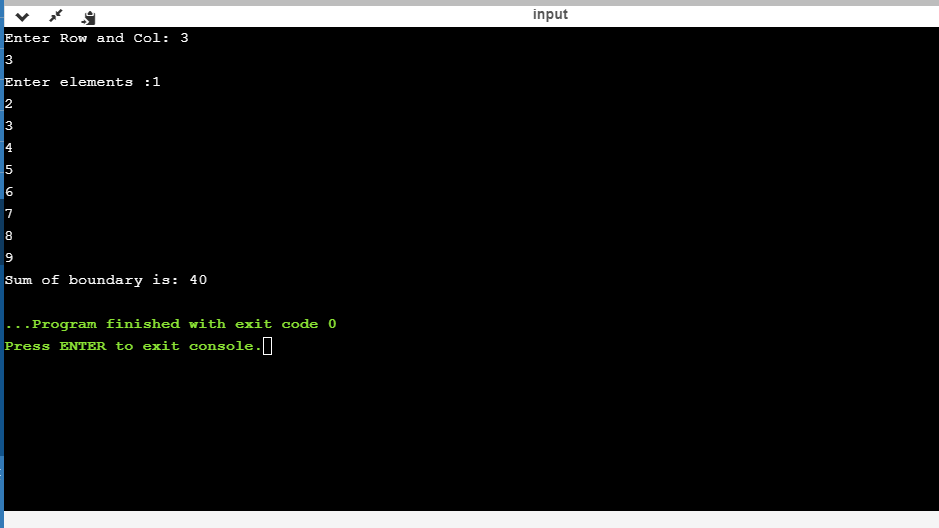 input
Enter Row and Col: 3
3
Enter elements :1
2
3
4
5
6
7
8
9
Sum of boundary is: 40
...Program finished with exit code 0
Press ENTER to exit console.